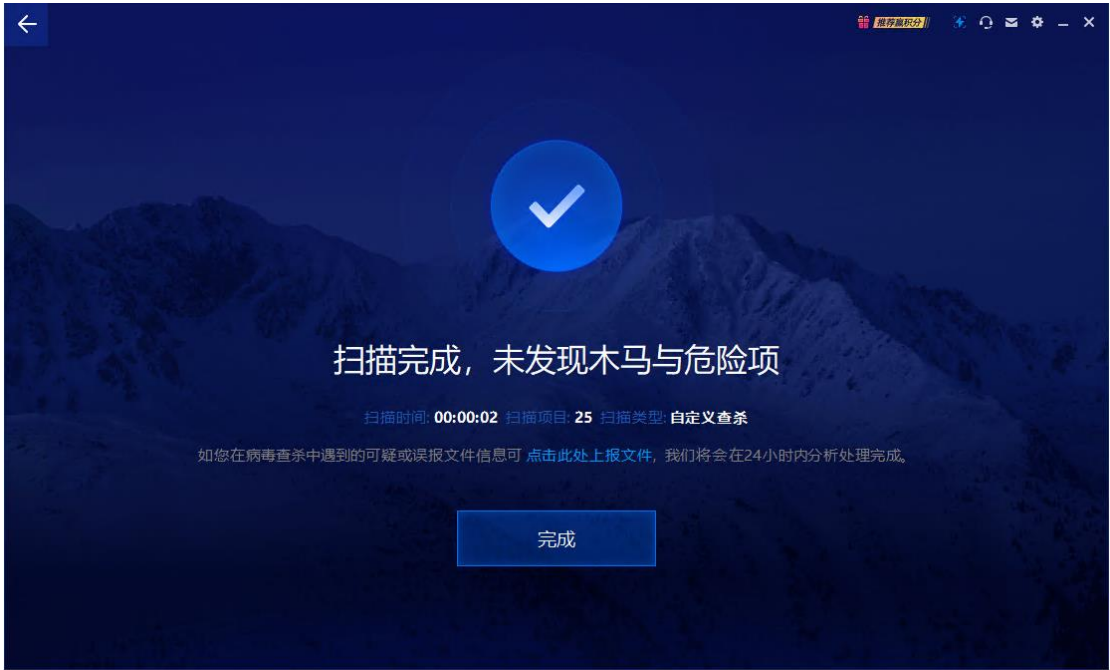 推荐赢积分
扫描完成，未发现木马与危险项
扫描时间: 00:00:02 扫描项目: 25 扫描类型: 自定义查杀
如您在病毒查杀中遇到的可疑或误报文件信息可 点击此处上报文件，我们将会在24小时内分析处理完成。
完成